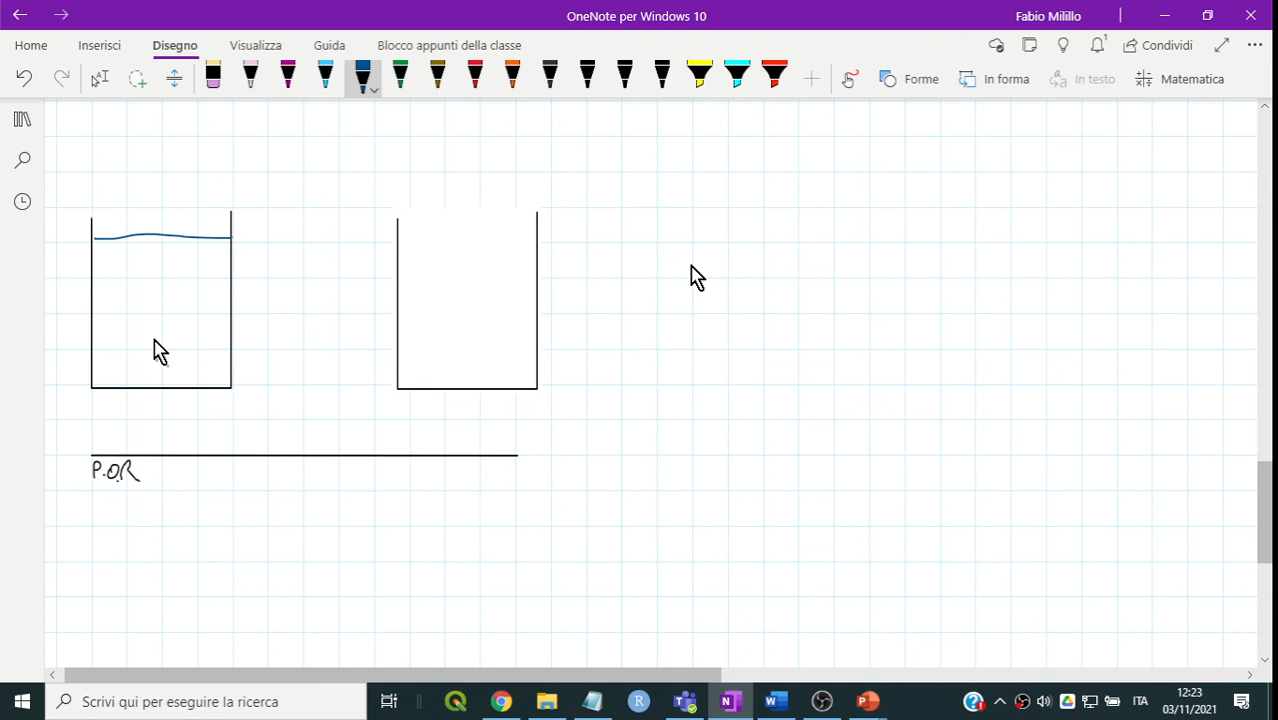 OneNote per Windows 10
Fabio Milillo
Home Inserisci Disegno Visualizza Guida Blocco appunti della classe Condividi
Forme In forma In testo Matematica
P.O.R
Scrivi qui per eseguire la ricerca
ITA
12:23
03/11/2021